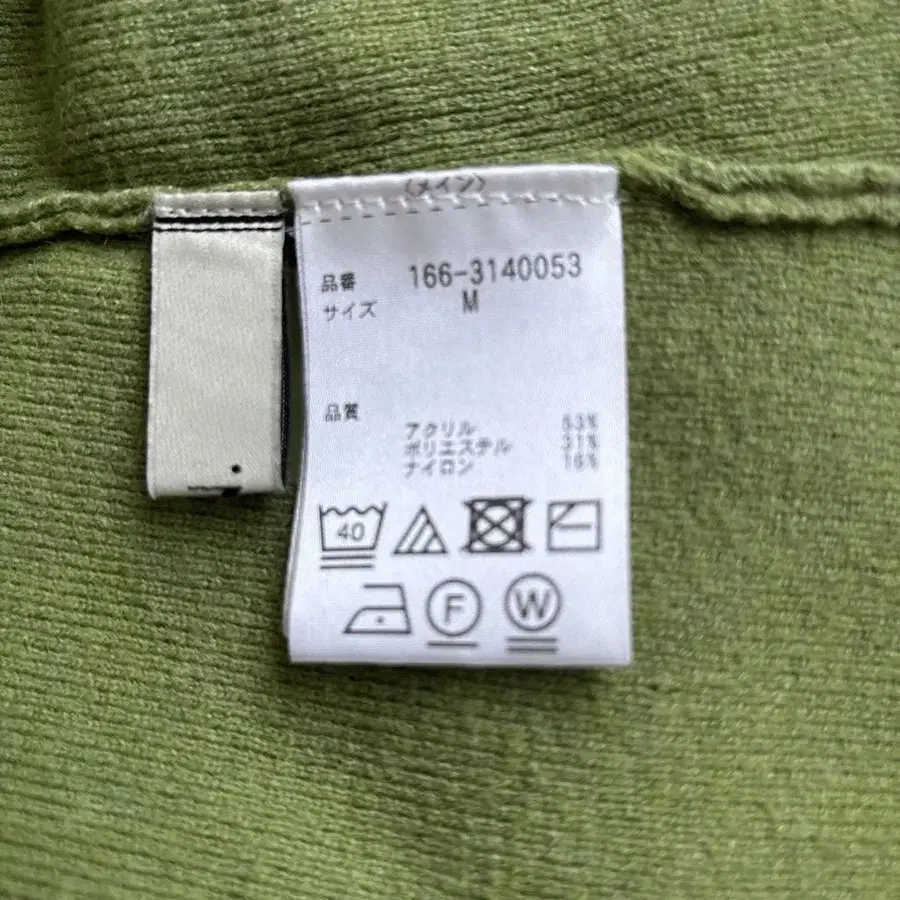 〈メイン〉
品番 166-3140053
サイズ M
品質
アクリル 53%
ポリエステル 31%
ナイロン 16%
40
F W